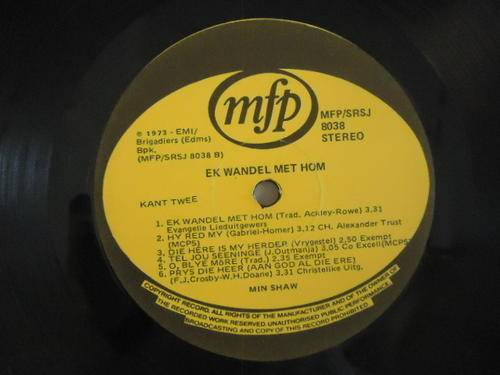 mfp
MFP/SRSJ
8038
STEREO
℗ 1973 - EMI/
Brigadiers (Edms)
Bpk.
(MFP/SRSJ 8038 B)
EK WANDEL MET HOM
KANT TWEE
1. EK WANDEL MET HOM (Trad. Ackley-Rowe) 3,31
Evangelie Lieduitgewers
2. HY RED MY (Gabriel-Homer) 3,12 CH. Alexander Trust
(MCPS)
3. DIE HERE IS MY HERDER (Vrygestel) 2,50 Exempt
4. TEL JOU SEENINGE (J.Outmanja) 3,05 Co Excell(MCPS)
5. O, BLYE MÔRE (Trad.) 2.35 Exempt
6. PRYS DIE HEER (AAN GOD AL DIE ERE)
(F.J.Crosby-W.H.Doane) 3,31 Christelike Uitg.
MIN SHAW
COPYRIGHT RECORD. ALL RIGHTS OF THE MANUFACTURER AND OF THE OWNER OF
THE RECORDED WORK RESERVED. UNAUTHORISED PUBLIC PERFORMANCE,
BROADCASTING AND COPY OF THIS RECORD PROHIBITED